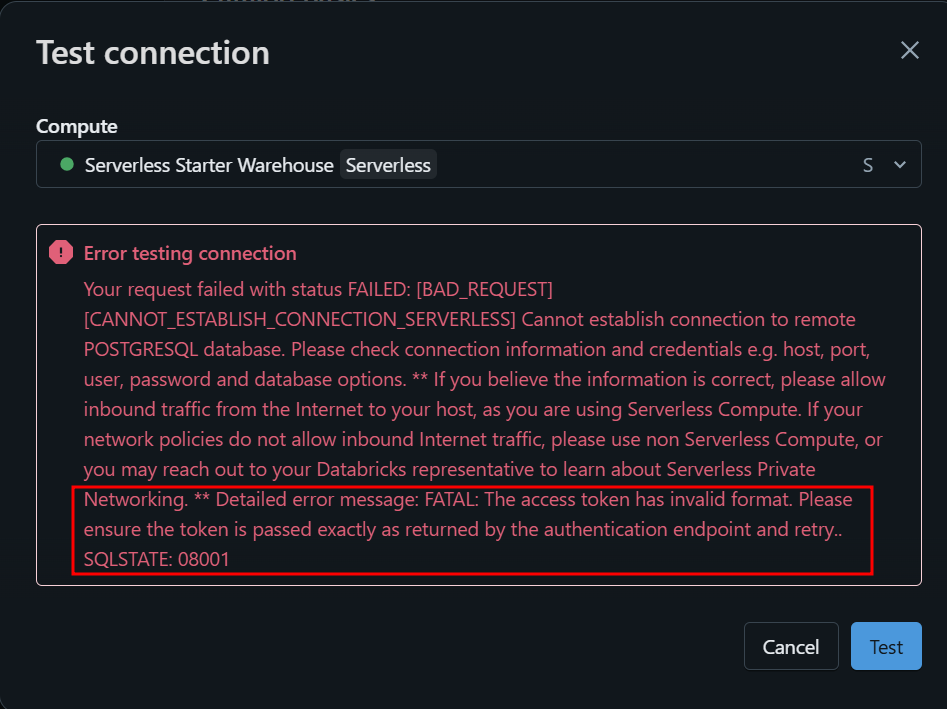 Test connection
Compute
Serverless Starter Warehouse Serverless S
Error testing connection
Your request failed with status FAILED: [BAD_REQUEST]
[CANNOT_ESTABLISH_CONNECTION_SERVERLESS] Cannot establish connection to remote
POSTGRESQL database. Please check connection information and credentials e.g. host, port,
user, password and database options. ** If you believe the information is correct, please allow
inbound traffic from the Internet to your host, as you are using Serverless Compute. If your
network policies do not allow inbound Internet traffic, please use non Serverless Compute, or
you may reach out to your Databricks representative to learn about Serverless Private
Networking. ** Detailed error message: FATAL: The access token has invalid format. Please
ensure the token is passed exactly as returned by the authentication endpoint and retry..
SQLSTATE: 08001
Cancel Test